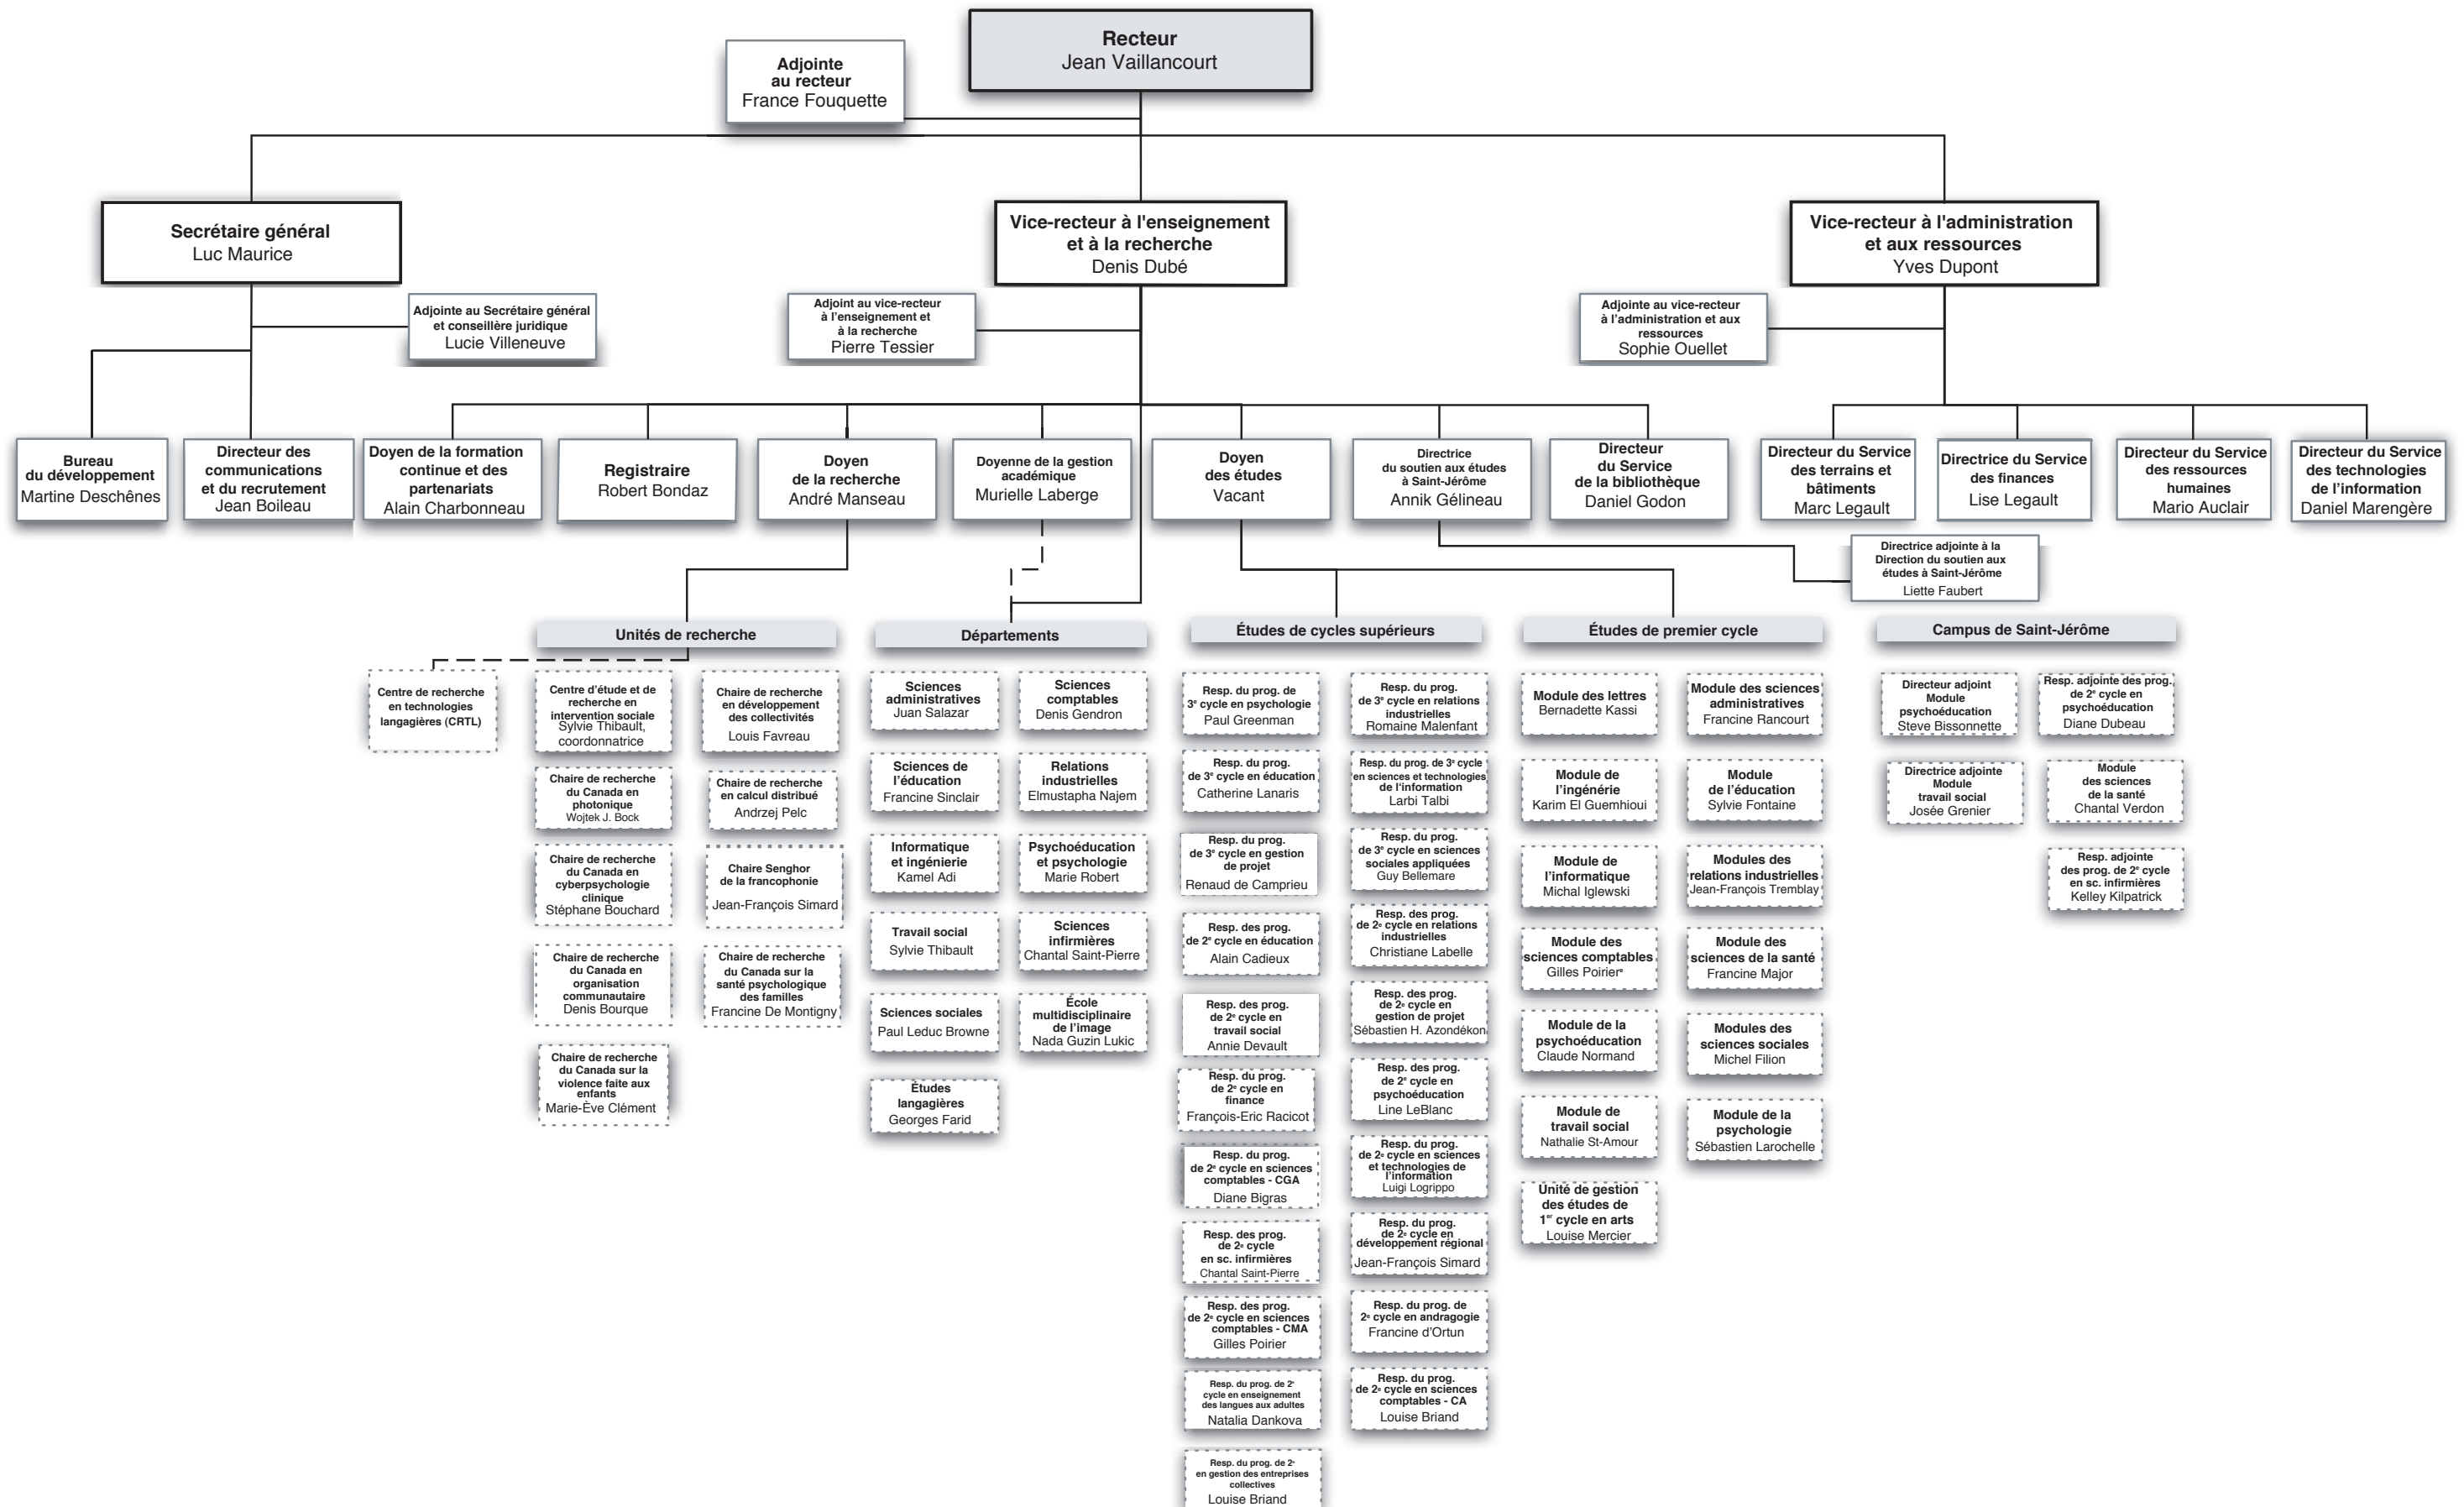 Recteur
Jean Vaillancourt
Adjointe
au recteur
France Fouquette
Secrétaire général
Luc Maurice
Vice-recteur à l'enseignement
et à la recherche
Denis Dubé
Vice-recteur à l'administration
et aux ressources
Yves Dupont
Adjointe au Secrétaire général
et conseillère juridique
Lucie Villeneuve
Adjoint au vice-recteur
à l'enseignement et
à la recherche
Pierre Tessier
Adjointe au vice-recteur
à l'administration et aux
ressources
Sophie Ouellet
Bureau
du développement
Martine Deschênes
Directeur des
communications
et du recrutement
Jean Boileau
Doyen de la formation
continue et des
partenariats
Alain Charbonneau
Registraire
Robert Bondaz
Doyen
de la recherche
André Manseau
Doyenne de la gestion
académique
Murielle Laberge
Doyen
des études
Vacant
Directrice
du soutien aux études
à Saint-Jérôme
Annik Gélineau
Directeur
du Service
de la bibliothèque
Daniel Godon
Directeur du Service
des terrains et
bâtiments
Marc Legault
Directrice du Service
des finances
Lise Legault
Directeur du Service
des ressources
humaines
Mario Auclair
Directeur du Service
des technologies
de l'information
Daniel Marengère
Directrice adjointe à la
Direction du soutien aux
études à Saint-Jérôme
Liette Faubert
Unités de recherche
Centre de recherche
en technologies
langagières (CRTL)
Centre d'étude et de
recherche en
intervention sociale
Sylvie Thibault,
coordonnatrice
Chaire de recherche
en développement
des collectivités
Louis Favreau
Chaire de recherche
du Canada en
photonique
Wojtek J. Bock
Chaire de recherche
en calcul distribué
Andrzej Pelc
Chaire de recherche
du Canada en
cyberpsychologie
clinique
Stéphane Bouchard
Chaire Senghor
de la francophonie
Jean-François Simard
Chaire de recherche
du Canada en
organisation
communautaire
Denis Bourque
Chaire de recherche
du Canada sur la
santé psychologique
des familles
Francine De Montigny
Chaire de recherche
du Canada sur la
violence faite aux
enfants
Marie-Ève Clément
Départements
Sciences
administratives
Juan Salazar
Sciences
comptables
Denis Gendron
Sciences de
l'éducation
Francine Sinclair
Relations
industrielles
Elmustapha Najem
Informatique
et ingénierie
Kamel Adi
Psychoéducation
et psychologie
Marie Robert
Travail social
Sylvie Thibault
Sciences
infirmières
Chantal Saint-Pierre
Sciences sociales
Paul Leduc Browne
École
multidisciplinaire
de l'image
Nada Guzin Lukic
Études
langagières
Georges Farid
Études de cycles supérieurs
Resp. du prog. de
3e cycle en psychologie
Paul Greenman
Resp. du prog.
de 3e cycle en relations
industrielles
Romaine Malenfant
Resp. du prog.
de 3e cycle en éducation
Catherine Lanaris
Resp. du prog. de 3e cycle
en sciences et technologies
de l'information
Larbi Talbi
Resp. du prog.
de 3e cycle en gestion
de projet
Renaud de Camprieu
Resp. du prog.
de 3e cycle en sciences
sociales appliquées
Guy Bellemare
Resp. des prog.
de 2e cycle en éducation
Alain Cadieux
Resp. des prog.
de 2e cycle en relations
industrielles
Christiane Labelle
Resp. des prog.
de 2e cycle en
travail social
Annie Devault
Resp. des prog.
de 2e cycle en
gestion de projet
Sébastien H. Azondékon
Resp. du prog.
de 2e cycle en
finance
François-Eric Racicot
Resp. des prog.
de 2e cycle en
psychoéducation
Line LeBlanc
Resp. du prog.
de 2e cycle en sciences
comptables - CGA
Diane Bigras
Resp. du prog.
de 2e cycle en sciences
et technologies de
l'information
Luigi Logrippo
Resp. des prog.
de 2e cycle
en sc. infirmières
Chantal Saint-Pierre
Resp. du prog.
de 2e cycle en
développement régional
Jean-François Simard
Resp. des prog.
de 2e cycle en sciences
comptables - CMA
Gilles Poirier
Resp. du prog. de
2e cycle en andragogie
Francine d'Ortun
Resp. du prog. de 2e
cycle en enseignement
des langues aux adultes
Natalia Dankova
Resp. du prog.
de 2e cycle en sciences
comptables - CA
Louise Briand
Resp. du prog. de 2e
en gestion des entreprises
collectives
Louise Briand
Études de premier cycle
Module des lettres
Bernadette Kassi
Module des sciences
administratives
Francine Rancourt
Module de
l'ingénérie
Karim El Guemhioui
Module
de l'éducation
Sylvie Fontaine
Module de
l'informatique
Michal Iglewski
Modules des
relations industrielles
Jean-François Tremblay
Module des
sciences comptables
Gilles Poirier*
Module des
sciences de la santé
Francine Major
Module de la
psychoéducation
Claude Normand
Modules des
sciences sociales
Michel Filion
Module de
travail social
Nathalie St-Amour
Module de la
psychologie
Sébastien Larochelle
Unité de gestion
des études de
1er cycle en arts
Louise Mercier
Campus de Saint-Jérôme
Directeur adjoint
Module
psychoéducation
Steve Bissonnette
Resp. adjointe des prog.
de 2e cycle en
psychoéducation
Diane Dubeau
Directrice adjointe
Module
travail social
Josée Grenier
Module
des sciences
de la santé
Chantal Verdon
Resp. adjointe
des prog. de 2e cycle
en sc. infirmières
Kelley Kilpatrick